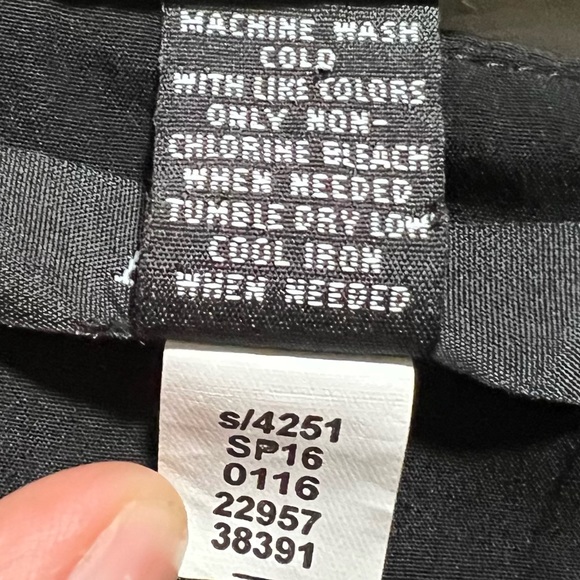 MACHINE WASH
COLD
WITH LIKE COLORS
ONLY NON-
CHLORINE BLEACH
WHEN NEEDED
TUMBLE DRY LOW
COOL IRON
WHEN NEEDED
s/4251
SP16
0116
22957
38391